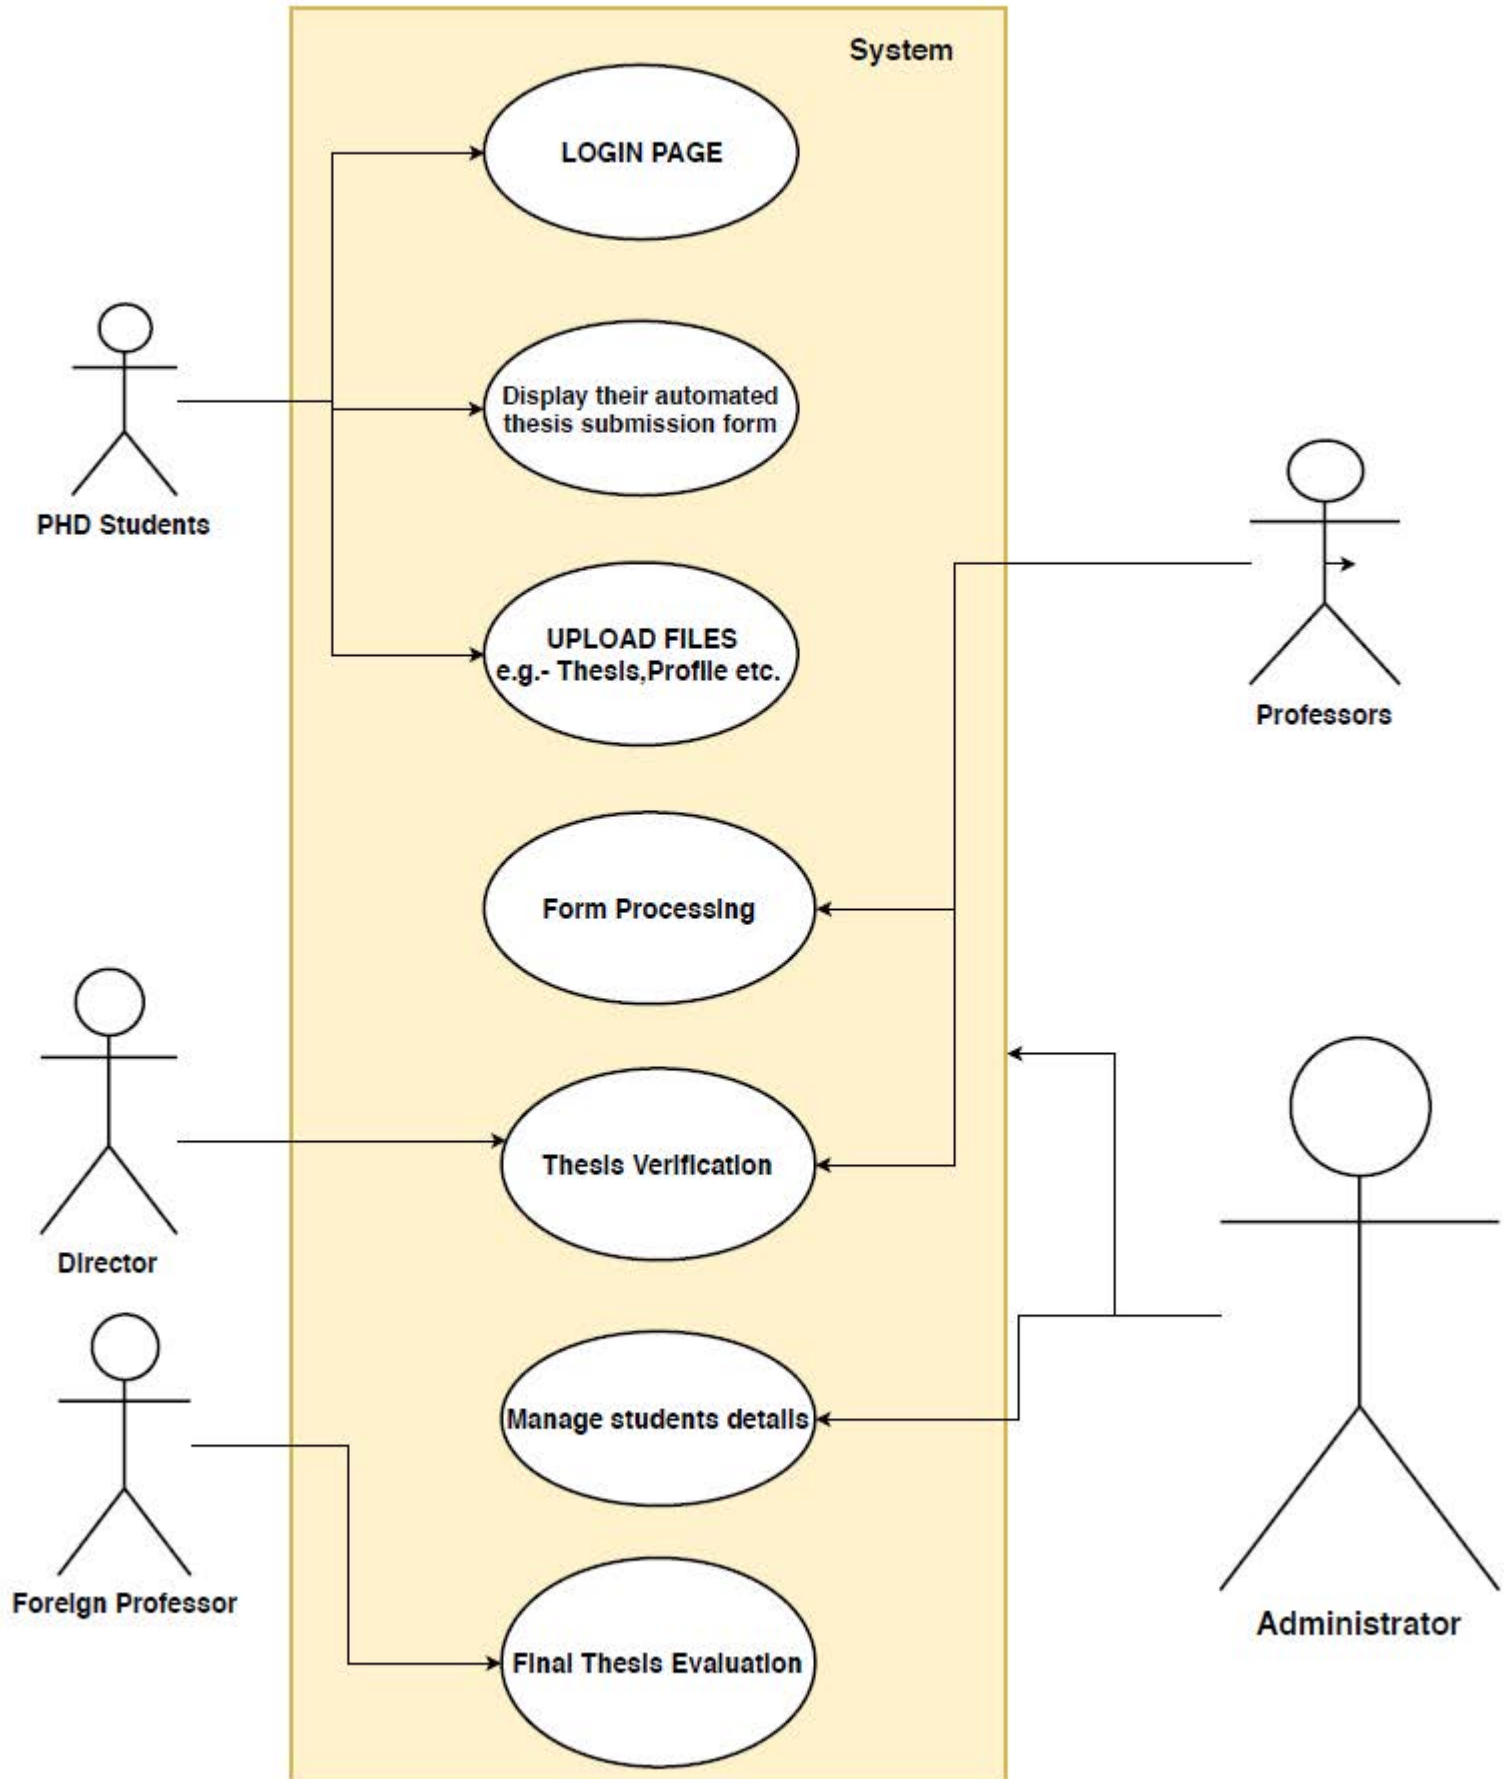 System
LOGIN PAGE
Display their automated
thesis submission form
PHD Students
UPLOAD FILES
e.g.- Thesis,Profile etc.
Professors
Form Processing
Thesis Verification
Director
Manage students details
Foreign Professor
Administrator
Final Thesis Evaluation